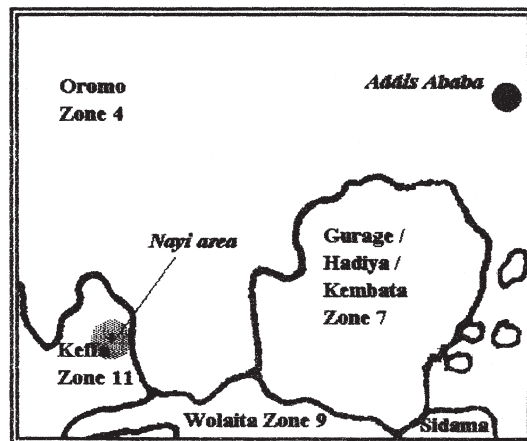 Oromo
Zone 4
Addis Ababa
Nayi area
Gurage /
Hadiya /
Kembata
Zone 7
Keffa
Zone 11
Wolaita Zone 9
Sidama